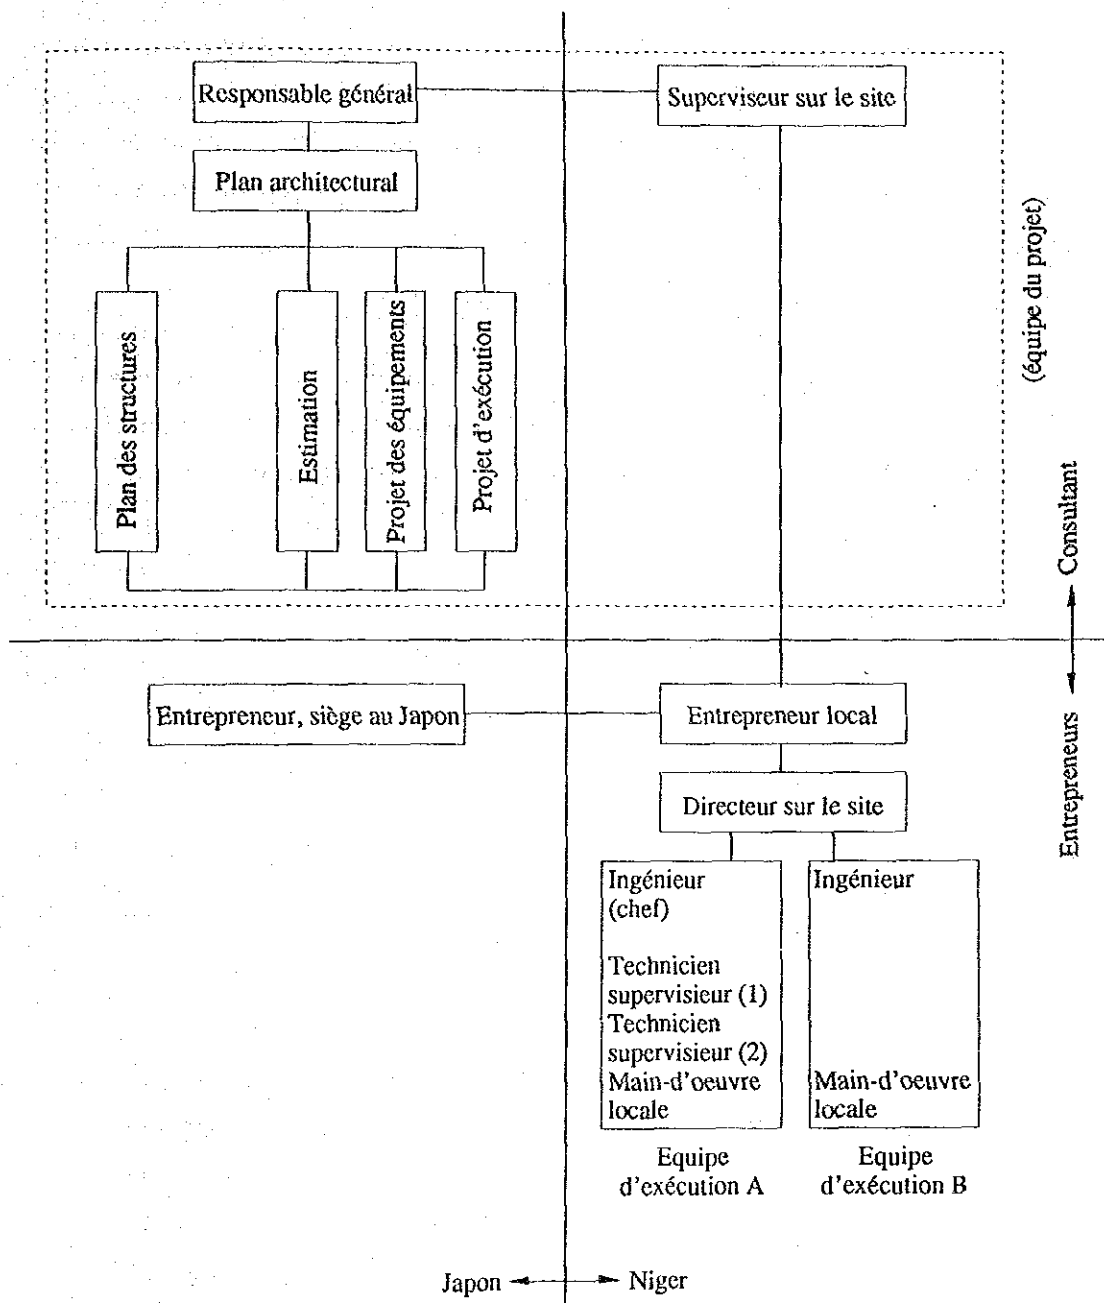 Responsable général
Superviseur sur le site
Plan architectural
Plan des structures
Estimation
Projet des équipements
Projet d'exécution
(équipe du projet)
Consultant
Entrepreneurs
Entrepreneur, siège au Japon
Entrepreneur local
Directeur sur le site
Ingénieur
(chef)
Technicien
supervisieur (1)
Technicien
supervisieur (2)
Main-d'oeuvre
locale
Ingénieur
Main-d'oeuvre
locale
Equipe
d'exécution A
Equipe
d'exécution B
Japon
Niger